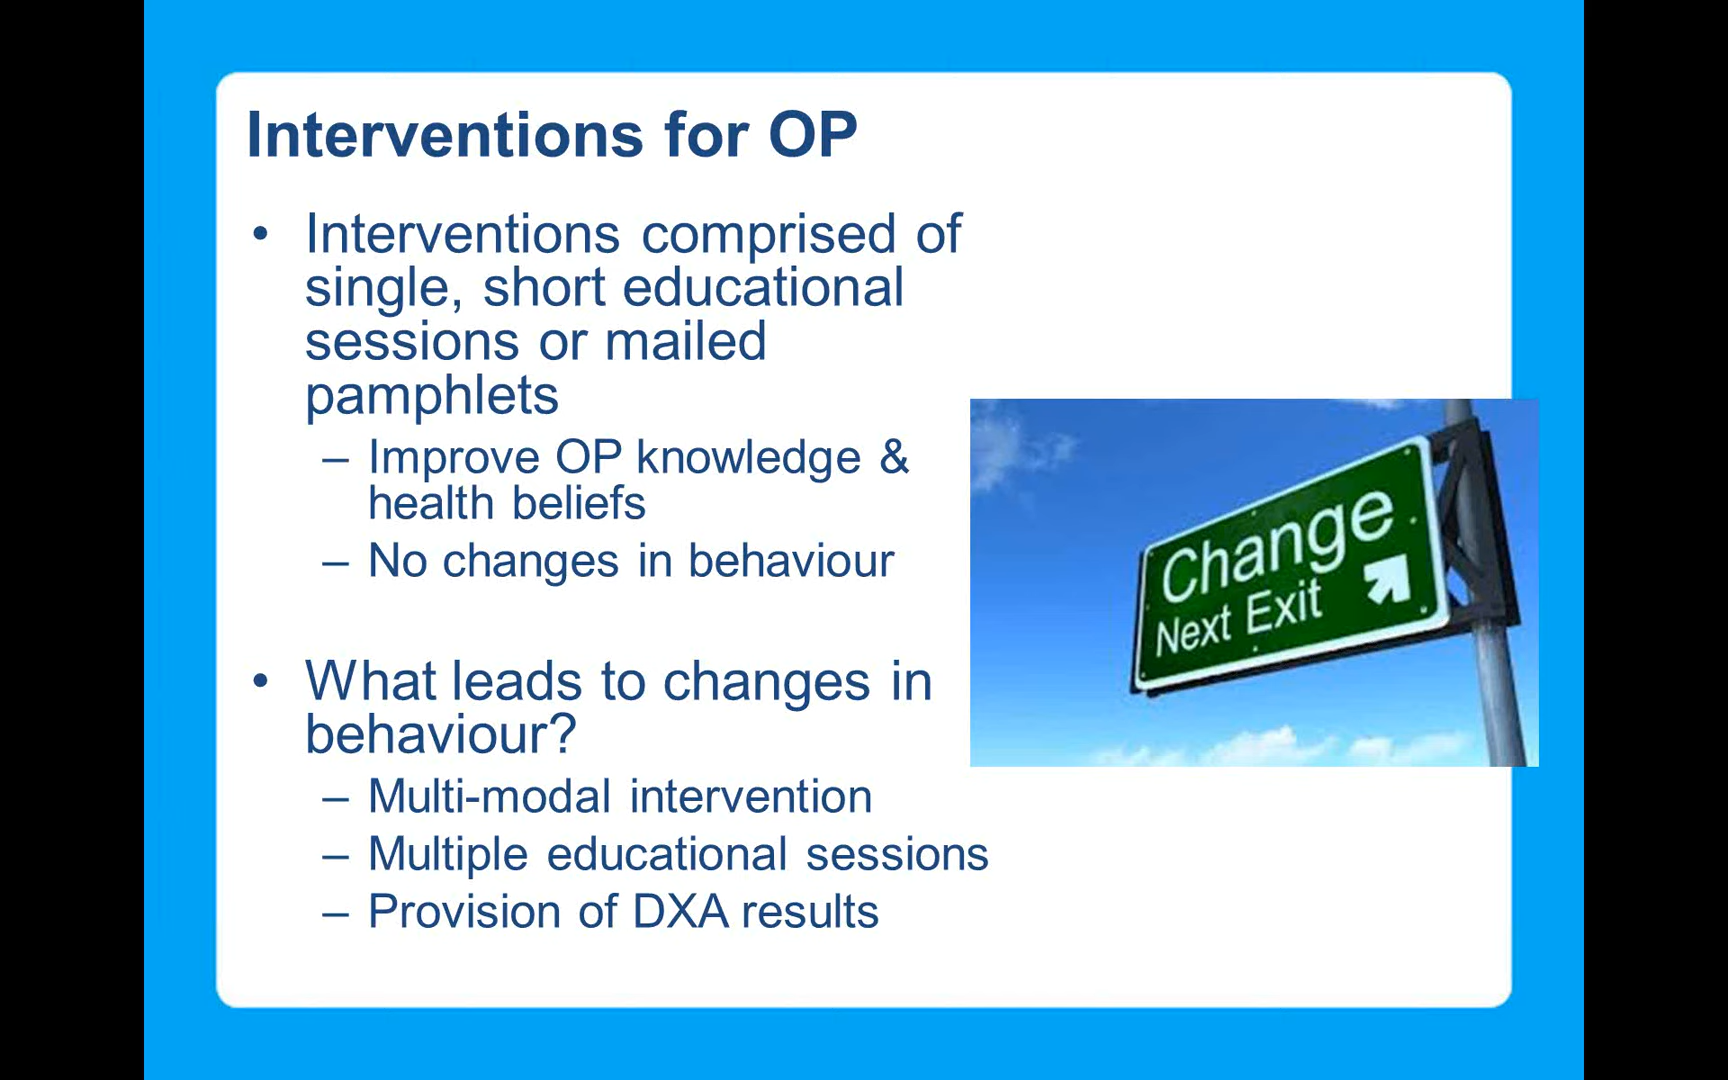 Interventions for OP
• Interventions comprised of
single, short educational
sessions or mailed
pamphlets
– Improve OP knowledge &
health beliefs
– No changes in behaviour
• What leads to changes in
behaviour?
– Multi-modal intervention
– Multiple educational sessions
– Provision of DXA results
Change
Next Exit